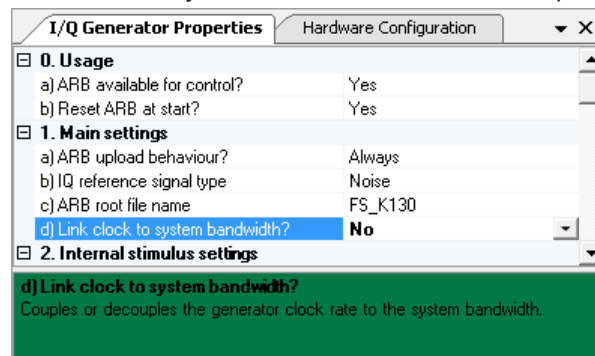 I/Q Generator Properties Hardware Configuration
0. Usage
a) ARB available for control? Yes
b) Reset ARB at start? Yes
1. Main settings
a) ARB upload behaviour? Always
b) IQ reference signal type Noise
c) ARB root file name FS_K130
d) Link clock to system bandwidth? No
2. Internal stimulus settings
d) Link clock to system bandwidth?
Couples or decouples the generator clock rate to the system bandwidth.